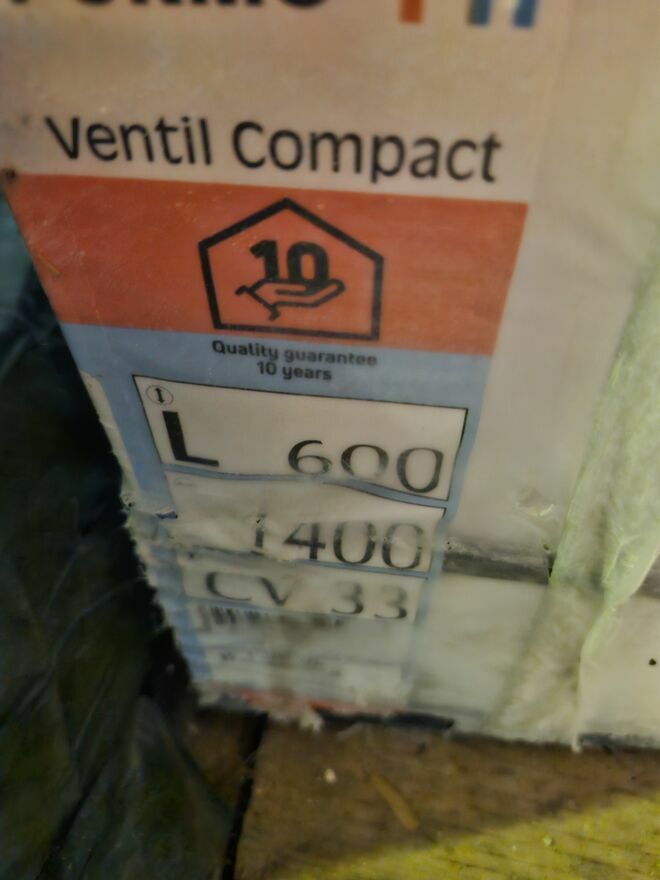 Ventil Compact
10
Quality guarantee
10 years
L 600
1400
CV 33